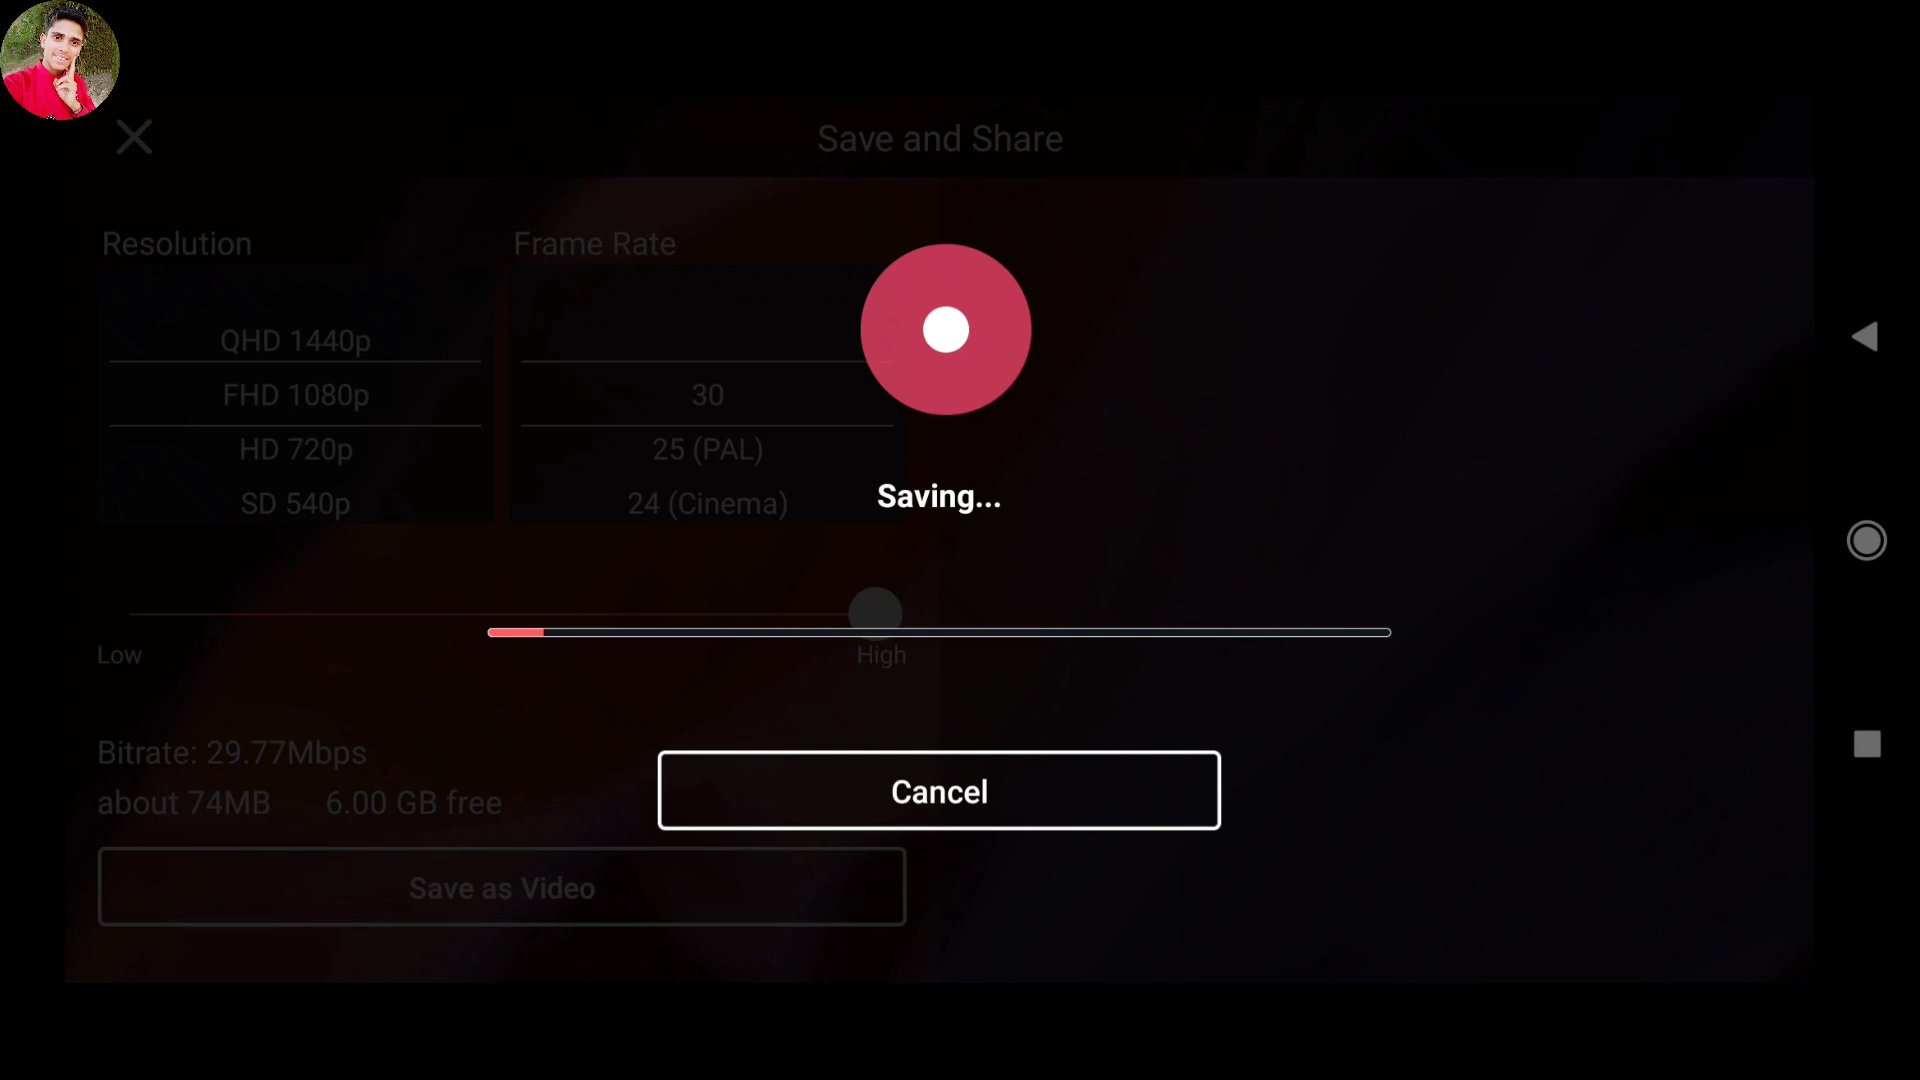 Save and Share
Resolution
Frame Rate
QHD 1440p
FHD 1080p
30
HD 720p
25 (PAL)
SD 540p
24 (Cinema)
Saving...
Low
High
Bitrate: 29.77Mbps
about 74MB 6.00 GB free
Cancel
Save as Video